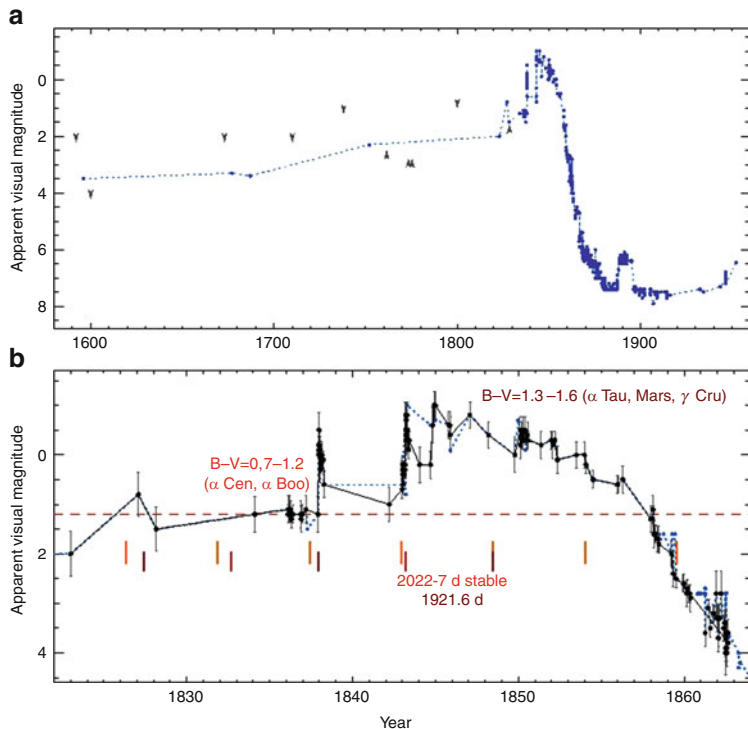 a
Apparent visual magnitude
0
2
4
6
8
1600
1700
1800
1900
b
Apparent visual magnitude
0
2
4
B–V=1.3 –1.6 (α Tau, Mars, γ Cru)
B–V=0,7–1.2
(α Cen, α Boo)
2022-7 d stable
1921.6 d
1830
1840
1850
1860
Year